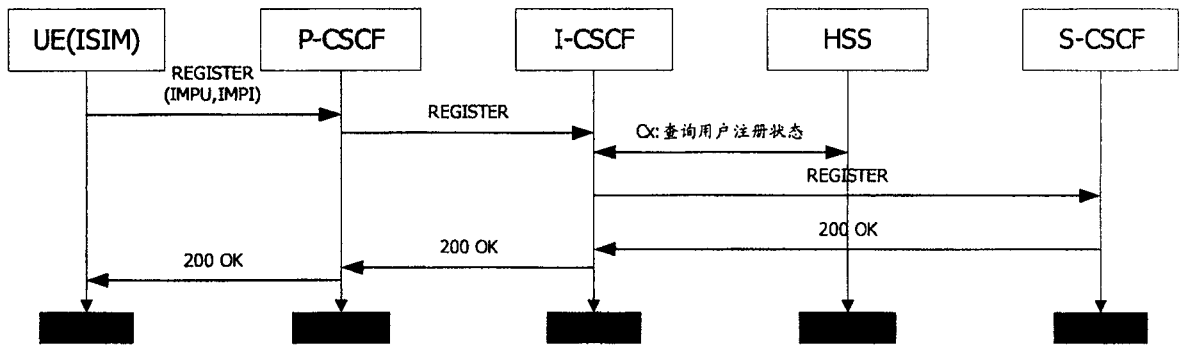 UE(ISIM)
P-CSCF
I-CSCF
HSS
S-CSCF
REGISTER
(IMPU,IMPI)
REGISTER
Cx:查询用户注册状态
REGISTER
200 OK
200 OK
200 OK